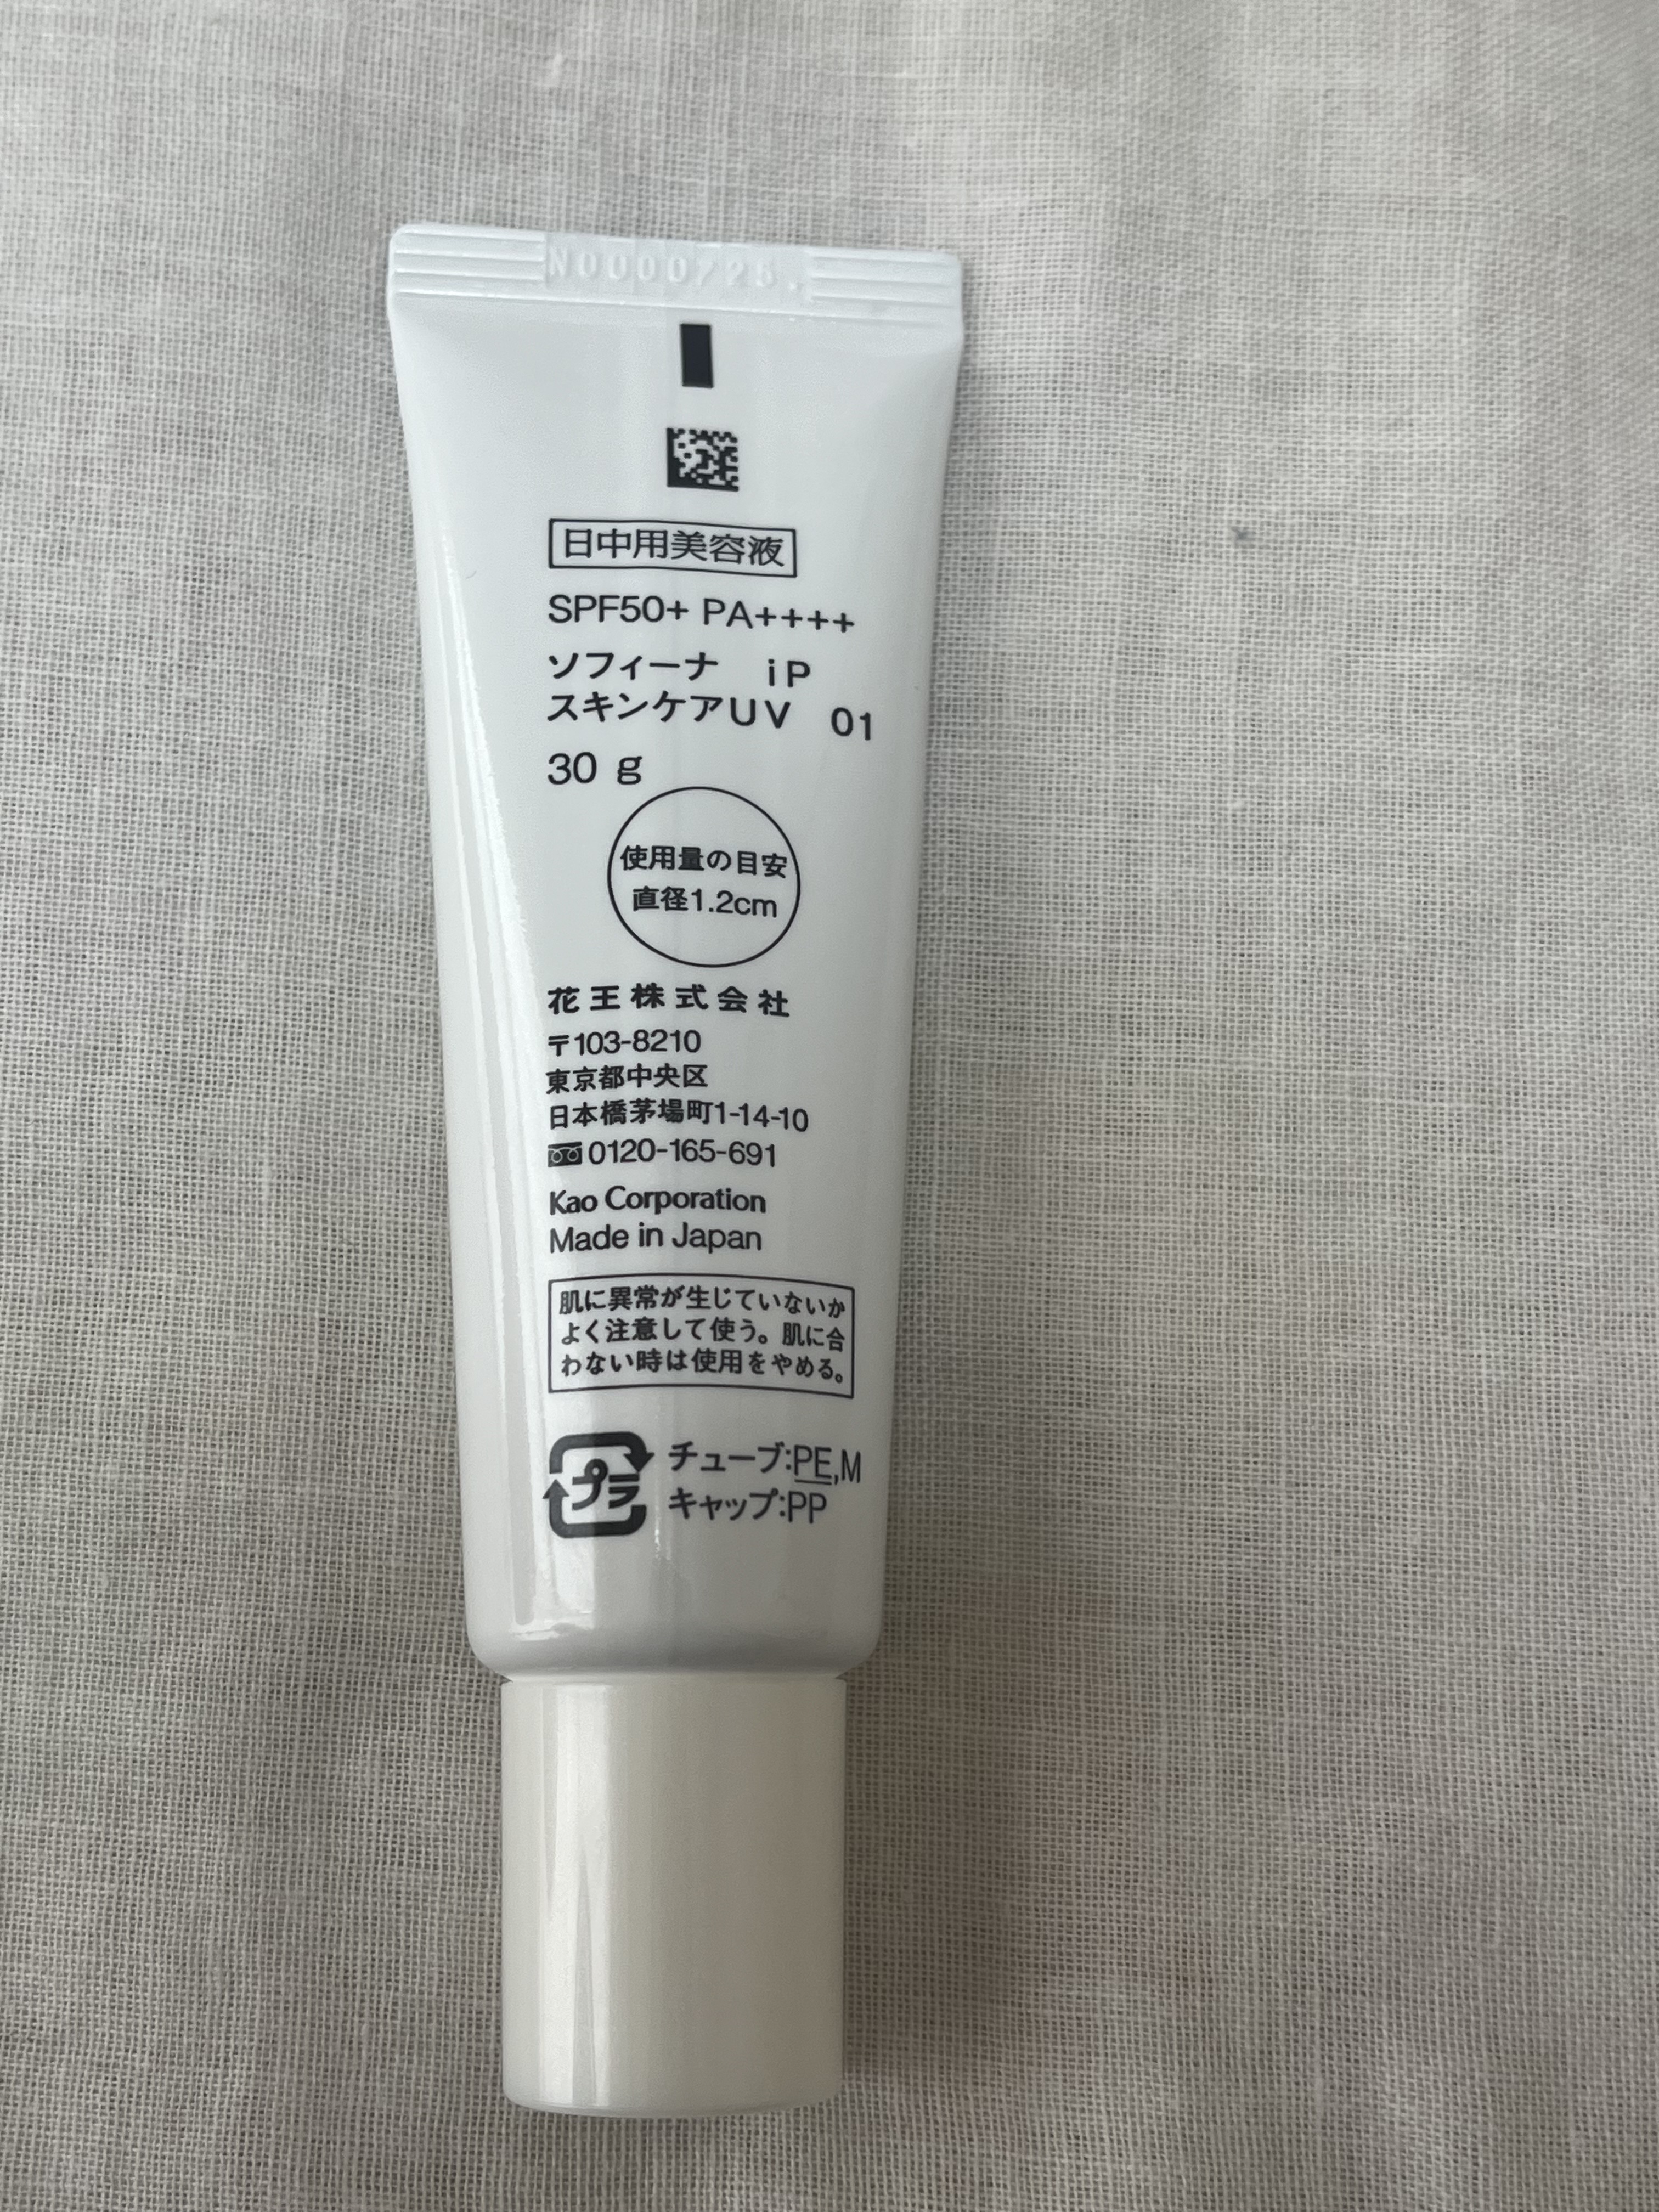 N0000725.
日中用美容液
SPF50+ PA++++
ソフィーナ iP
スキンケアUV 01
30 g
使用量の目安
直径1.2cm
花王株式会社
〒103-8210
東京都中央区
日本橋茅場町1-14-10
0120-165-691
Kao Corporation
Made in Japan
肌に異常が生じていないか
よく注意して使う。肌に合
わない時は使用をやめる。
プラ
チューブ:PE,M
キャップ:PP